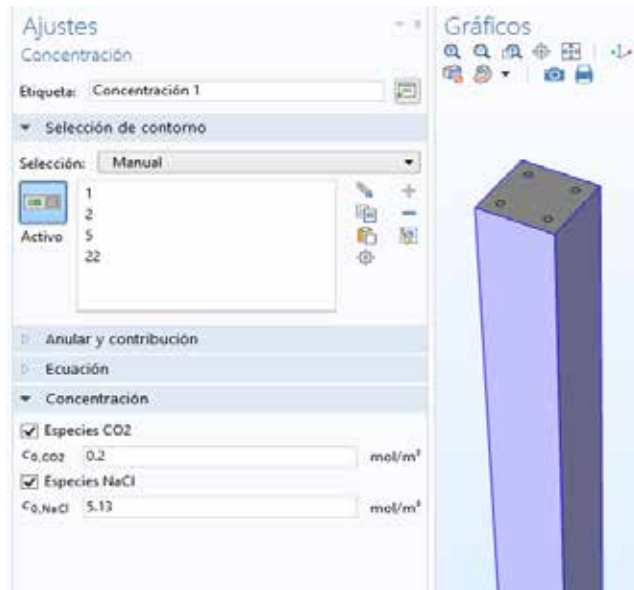 Ajustes
Concentración
Etiqueta: Concentración 1
Selección de contorno
Selección: Manual
1
2
Activo 5
22
Anular y contribución
Ecuación
Concentración
Especies CO2
c0,CO2 0.2 mol/m³
Especies NaCl
c0,NaCl 5.13 mol/m³
Gráficos